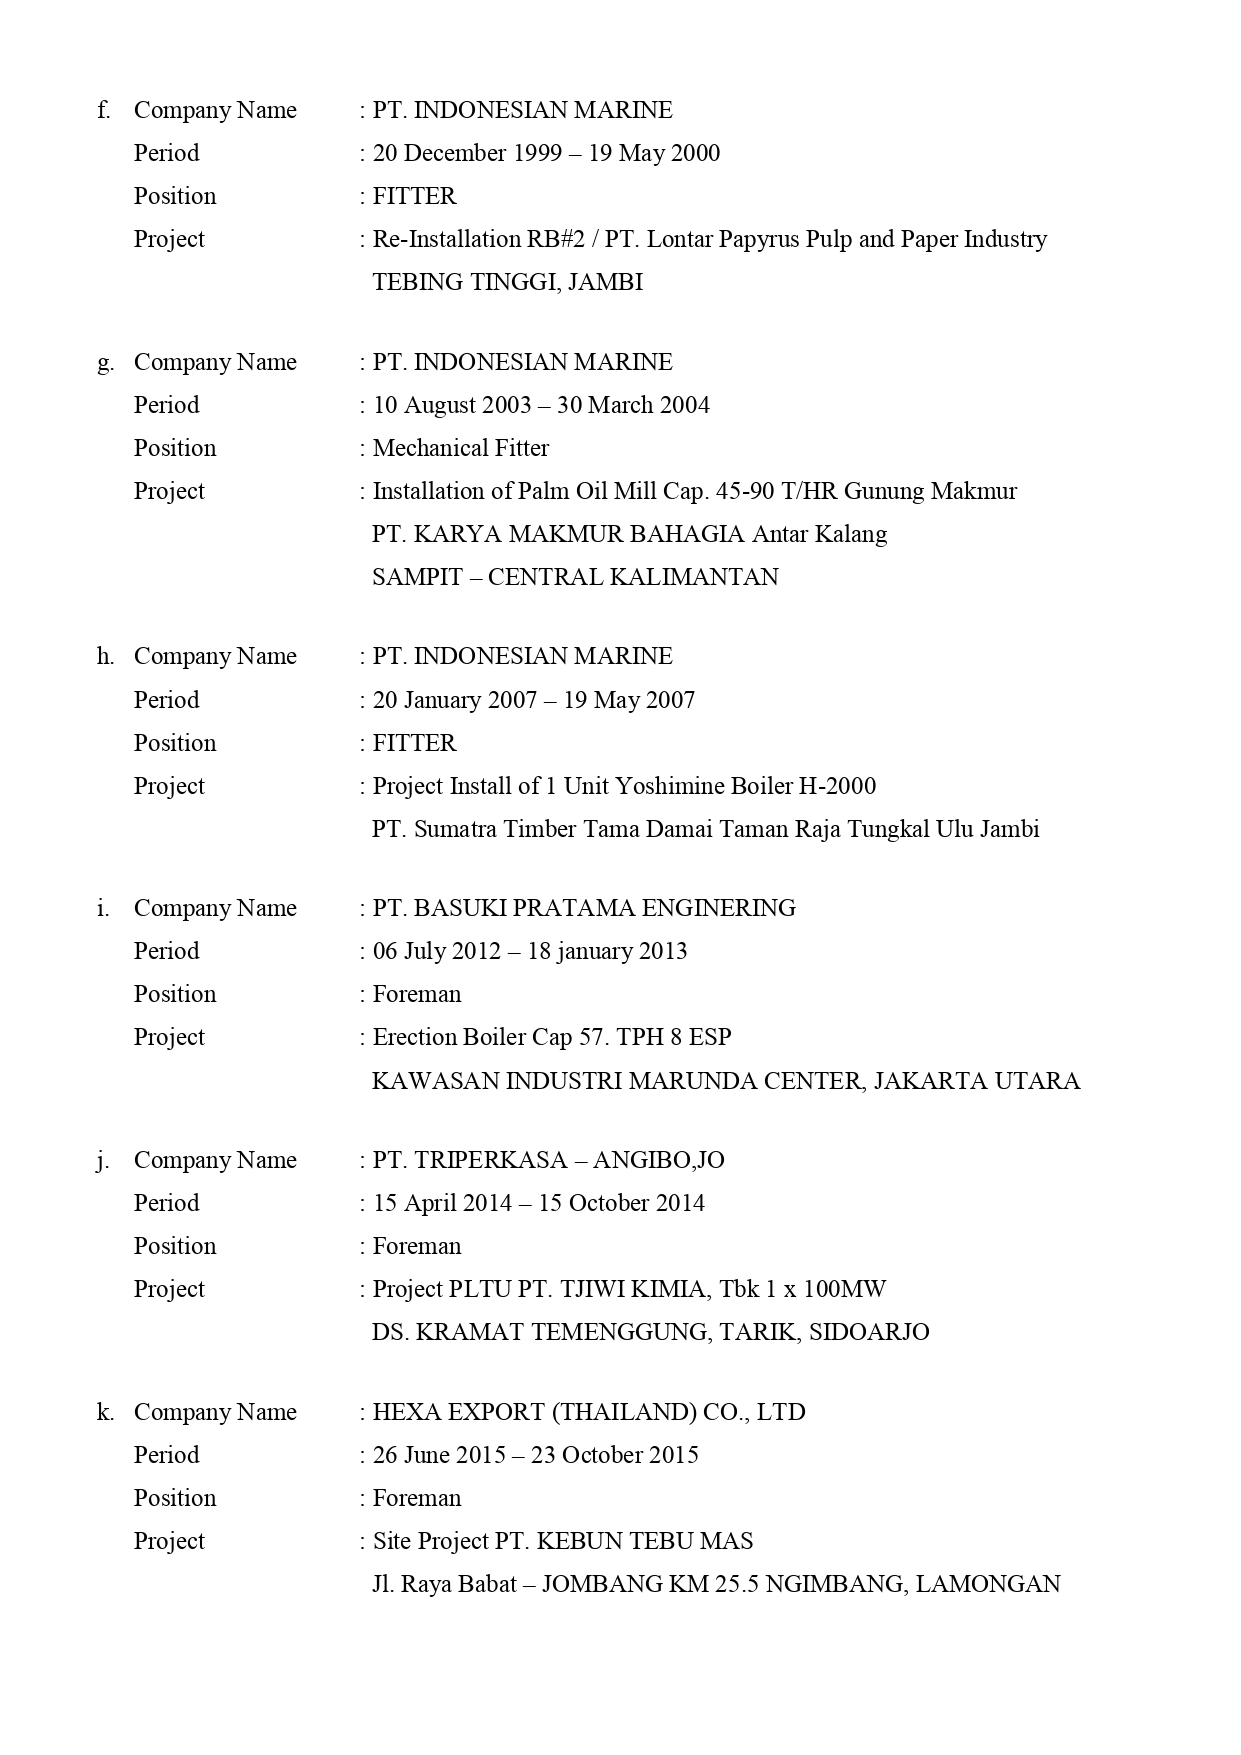 f. Company Name : PT. INDONESIAN MARINE
Period : 20 December 1999 – 19 May 2000
Position : FITTER
Project : Re-Installation RB#2 / PT. Lontar Papyrus Pulp and Paper Industry
TEBING TINGGI, JAMBI
g. Company Name : PT. INDONESIAN MARINE
Period : 10 August 2003 – 30 March 2004
Position : Mechanical Fitter
Project : Installation of Palm Oil Mill Cap. 45-90 T/HR Gunung Makmur
PT. KARYA MAKMUR BAHAGIA Antar Kalang
SAMPIT – CENTRAL KALIMANTAN
h. Company Name : PT. INDONESIAN MARINE
Period : 20 January 2007 – 19 May 2007
Position : FITTER
Project : Project Install of 1 Unit Yoshimine Boiler H-2000
PT. Sumatra Timber Tama Damai Taman Raja Tungkal Ulu Jambi
i. Company Name : PT. BASUKI PRATAMA ENGINERING
Period : 06 July 2012 – 18 january 2013
Position : Foreman
Project : Erection Boiler Cap 57. TPH 8 ESP
KAWASAN INDUSTRI MARUNDA CENTER, JAKARTA UTARA
j. Company Name : PT. TRIPERKASA – ANGIBO,JO
Period : 15 April 2014 – 15 October 2014
Position : Foreman
Project : Project PLTU PT. TJIWI KIMIA, Tbk 1 x 100MW
DS. KRAMAT TEMENGGUNG, TARIK, SIDOARJO
k. Company Name : HEXA EXPORT (THAILAND) CO., LTD
Period : 26 June 2015 – 23 October 2015
Position : Foreman
Project : Site Project PT. KEBUN TEBU MAS
Jl. Raya Babat – JOMBANG KM 25.5 NGIMBANG, LAMONGAN